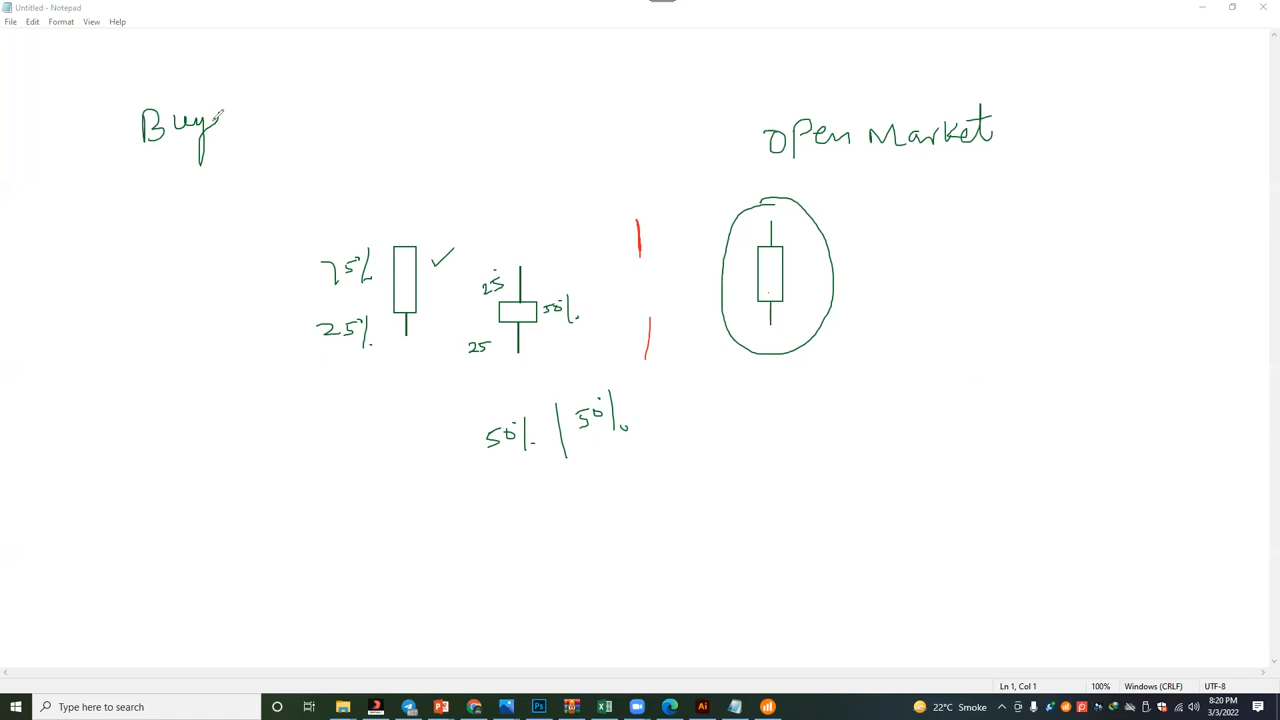 Untitled - Notepad
File Edit Format View Help
Buy
open Market
75%
25%
25
50%.
25
50%. | 50%
Ln 1, Col 1 100% Windows (CRLF) UTF-8
Type here to search
22°C Smoke
8:20 PM
3/3/2022